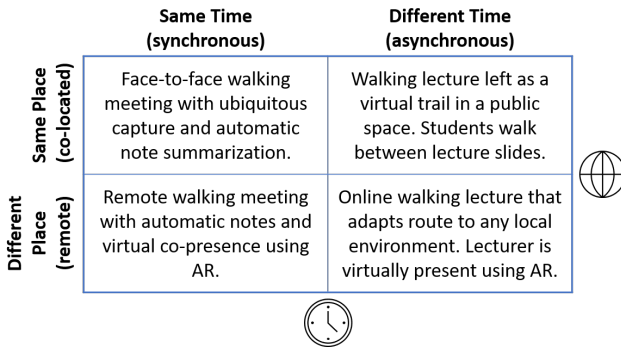 Same Time
(synchronous)
Different Time
(asynchronous)
Same Place
(co-located)
Face-to-face walking
meeting with ubiquitous
capture and automatic
note summarization.
Walking lecture left as a
virtual trail in a public
space. Students walk
between lecture slides.
Different
Place
(remote)
Remote walking meeting
with automatic notes and
virtual co-presence using
AR.
Online walking lecture that
adapts route to any local
environment. Lecturer is
virtually present using AR.